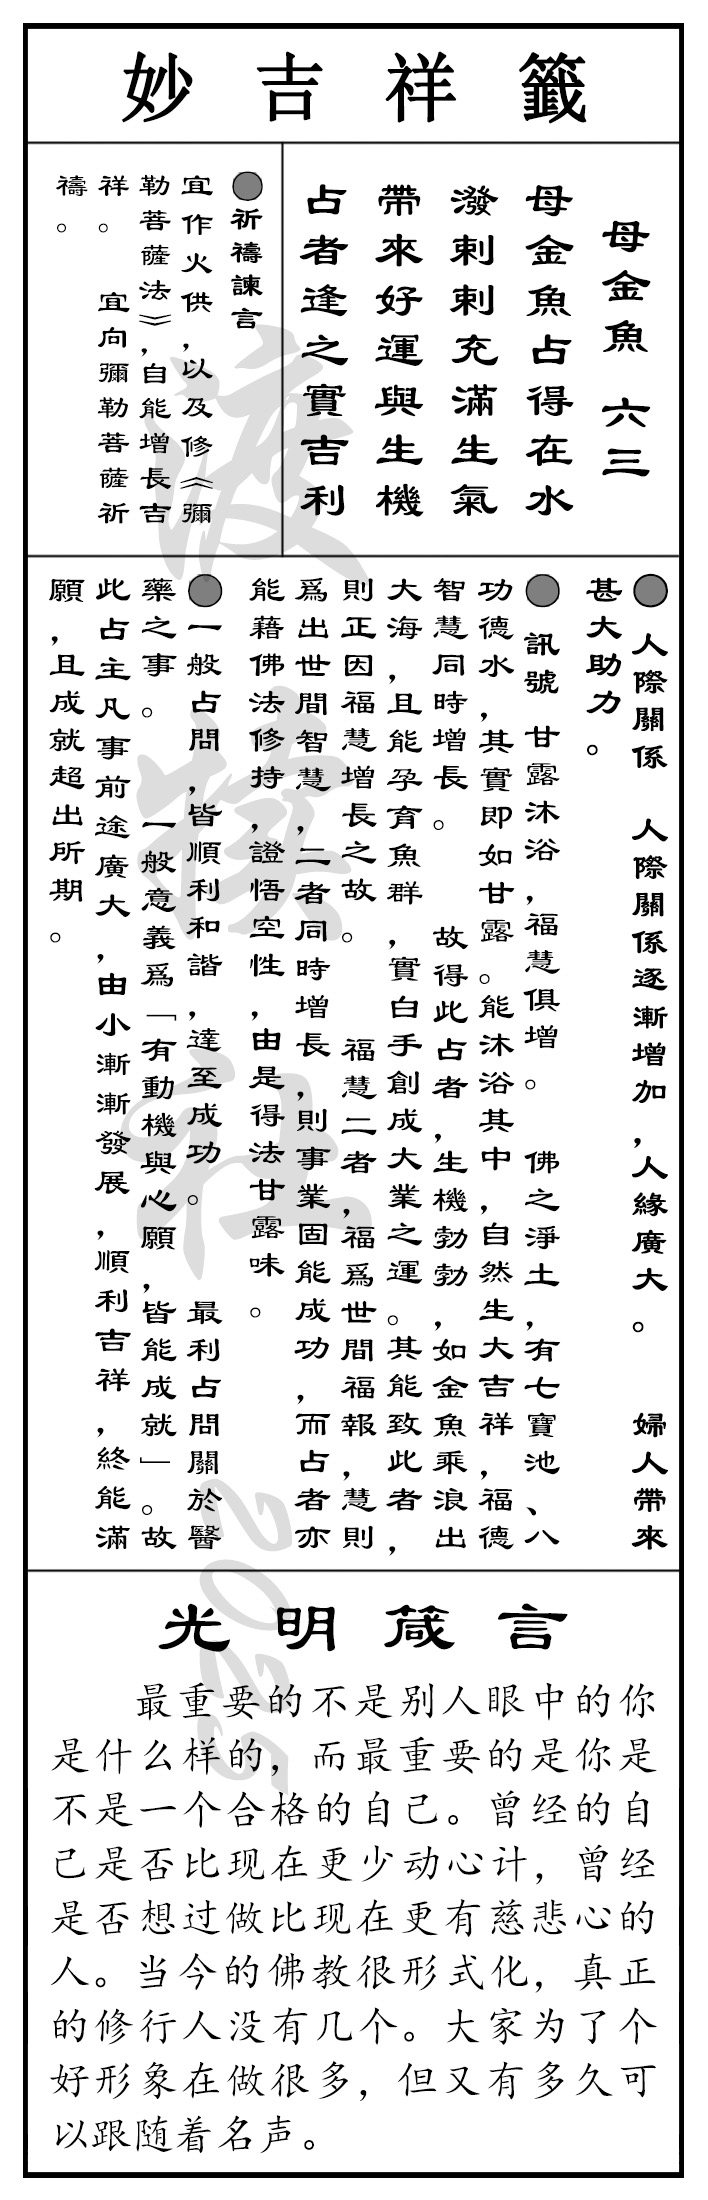 妙吉祥籤
母金魚 六三
母金魚占得在水
潑剌剌充滿生氣
帶來好運與生機
占者逢之實吉利
●祈禱諫言
宜作火供，以及修《彌
勒菩薩法》，自能增長吉
祥。 宜向彌勒菩薩祈
禱。
● 人際關係 人際關係逐漸增加，人緣廣大。 婦人帶來
甚大助力。
● 訊號 甘露沐浴，福慧俱增。 佛之淨土，有七寶池、八
功德水，其實即如甘露。能沐浴其中，自然生大吉祥，福德
智慧同時增長。 故得此占者，生機勃勃，如金魚乘浪出
大海，且能孕育魚群，實白手創成大業之運。其能致此者，
則正因福慧增長之故。 福慧二者，福爲世間福報，慧則
爲出世間智慧，二者同時增長，則事業固能成功，而占者亦
能藉佛法修持，證悟空性，由是得法甘露味。
●一般占問，皆順利和諧，達至成功。 最利占問關於醫
藥之事。 一般意義爲「有動機與心願，皆能成就」。故
此占主凡事前途廣大，由小漸漸發展，順利吉祥，終能滿
願，且成就超出所期。
光明箴言
最重要的不是别人眼中的你
是什么样的，而最重要的是你是
不是一个合格的自己。曾经的自
己是否比现在更少动心计，曾经
是否想过做比现在更有慈悲心的
人。当今的佛教很形式化，真正
的修行人没有几个。大家为了个
好形象在做很多，但又有多久可
以跟随着名声。
2025